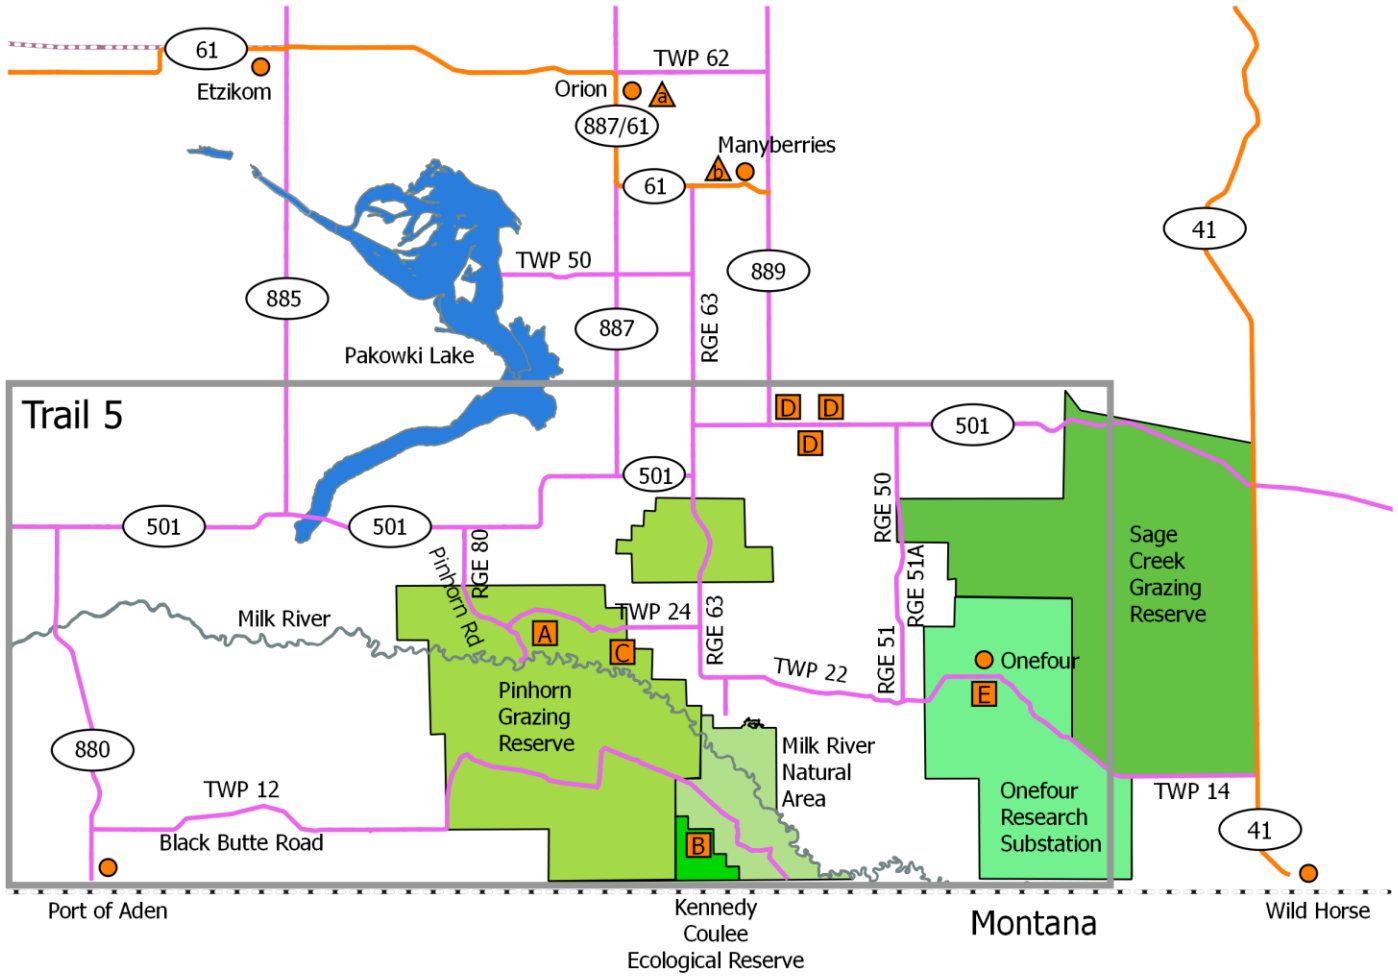 61
TWP 62
Etzikom
Orion
a
887/61
Manyberries
b
61
41
TWP 50
889
885
887
RGE 63
Pakowki Lake
Trail 5
D
D
D
501
501
501
501
RGE 50
Sage
Creek
Grazing
Reserve
Pinhorn Rd
RGE 80
RGE 51A
Milk River
TWP 24
RGE 63
A
C
RGE 51
TWP 22
Onefour
E
Pinhorn
Grazing
Reserve
880
Milk River
Natural
Area
TWP 12
Onefour
Research
Substation
TWP 14
Black Butte Road
B
41
Port of Aden
Kennedy
Coulee
Ecological Reserve
Montana
Wild Horse